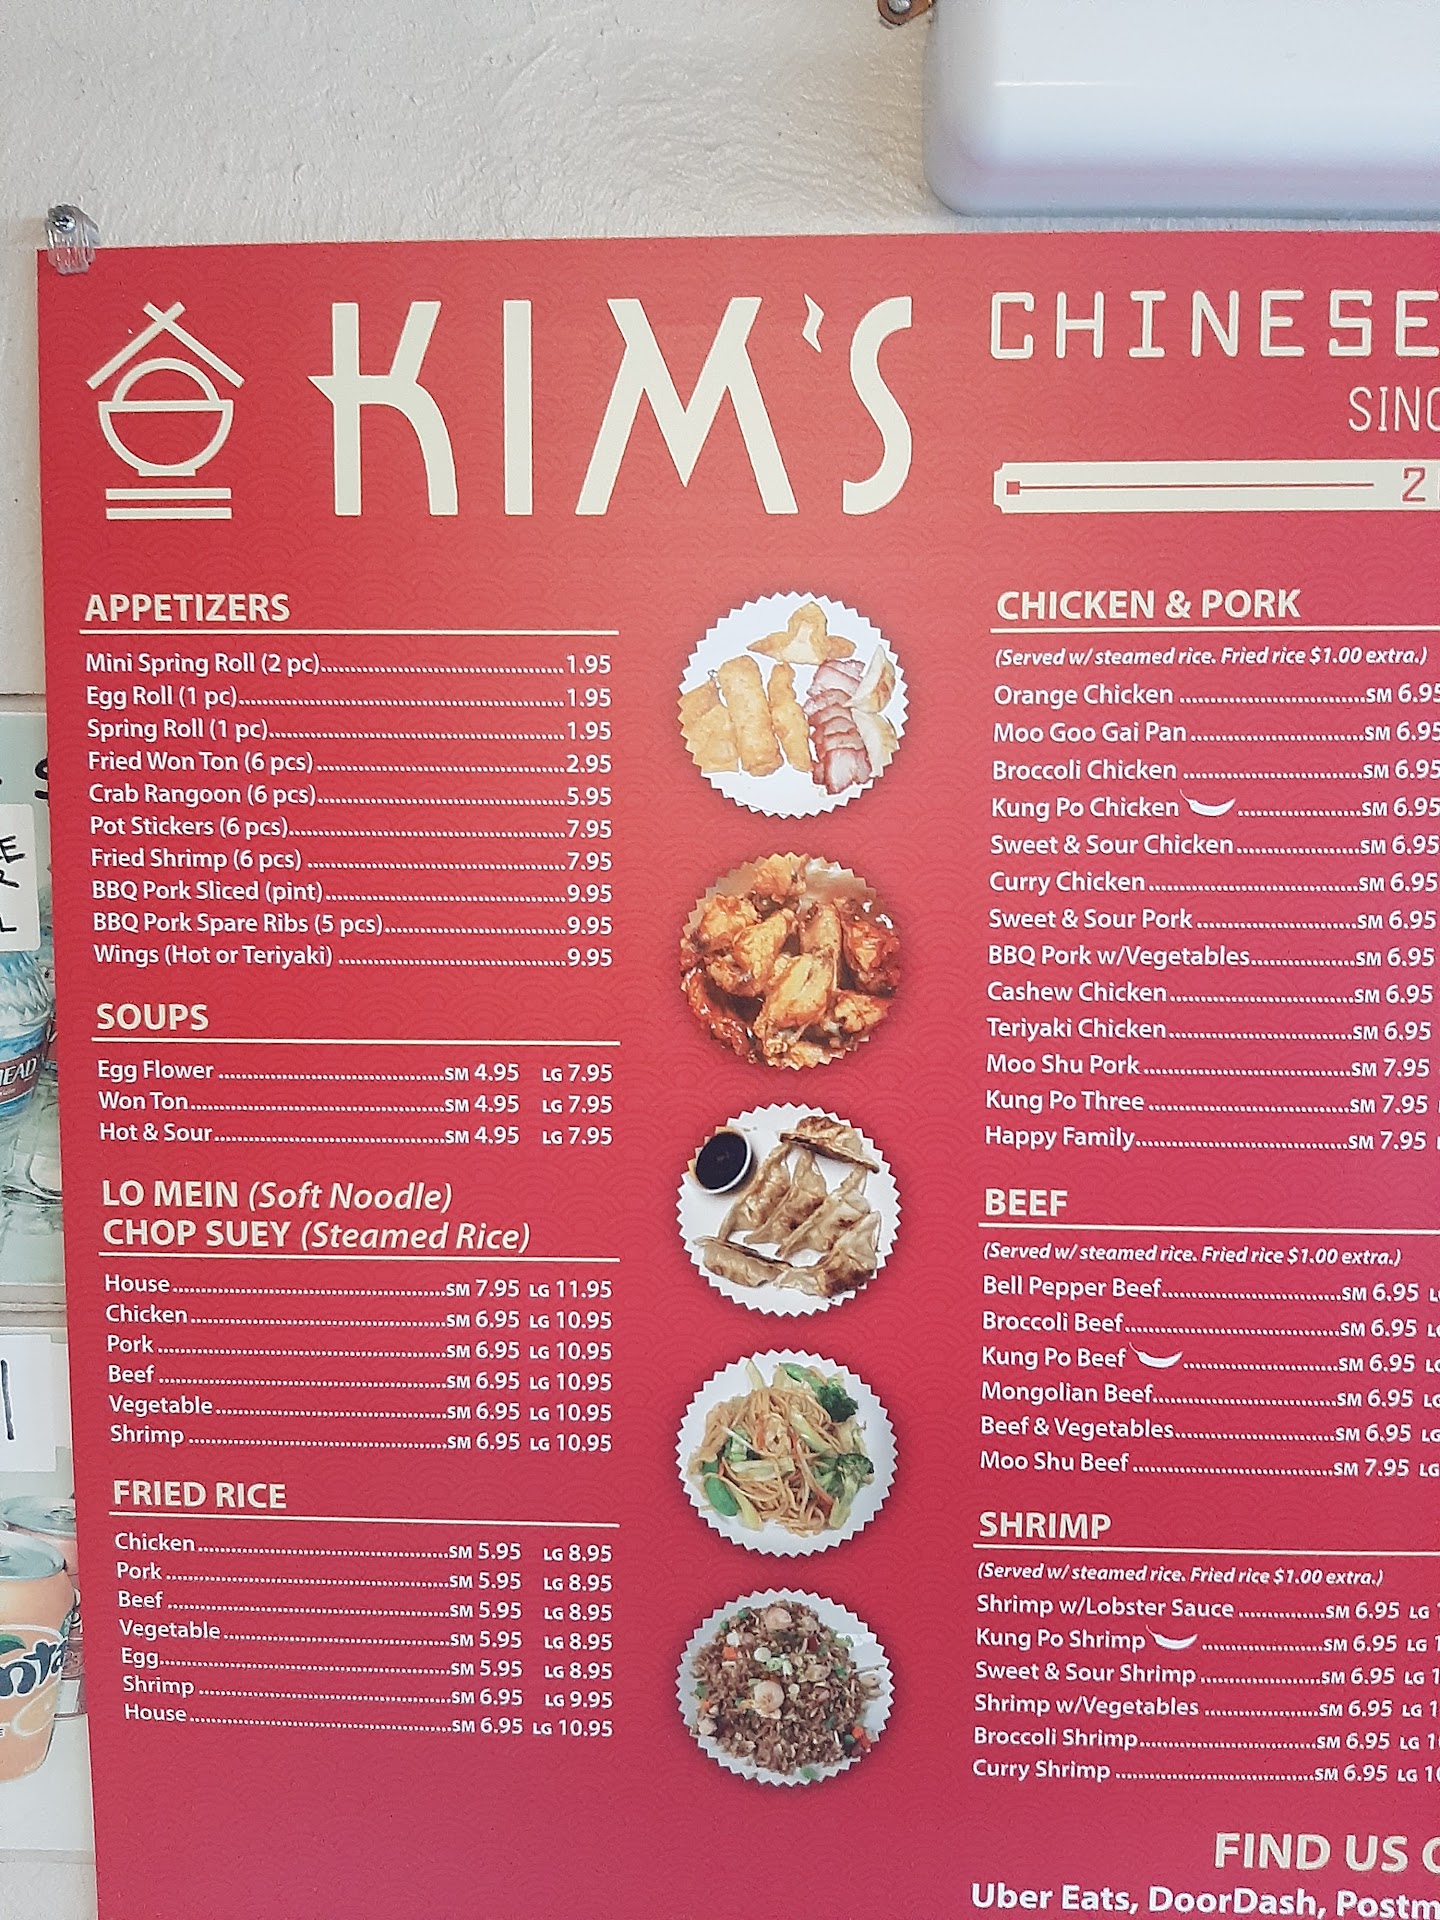 KIM'S CHINESE
2
APPETIZERS
Mini Spring Roll (2 pc)..........1.95
Egg Roll (1 pc)..........1.95
Spring Roll (1 pc)..........1.95
Fried Won Ton (6 pcs)..........2.95
Crab Rangoon (6 pcs)..........5.95
Pot Stickers (6 pcs)..........7.95
Fried Shrimp (6 pcs)..........7.95
BBQ Pork Sliced (pint)..........9.95
BBQ Pork Spare Ribs (5 pcs)..........9.95
Wings (Hot or Teriyaki)..........9.95
SOUPS
Egg Flower..........SM 4.95 LG 7.95
Won Ton..........SM 4.95 LG 7.95
Hot & Sour..........SM 4.95 LG 7.95
LO MEIN (Soft Noodle)
CHOP SUEY (Steamed Rice)
House..........SM 7.95 LG 11.95
Chicken..........SM 6.95 LG 10.95
Pork..........SM 6.95 LG 10.95
Beef..........SM 6.95 LG 10.95
Vegetable..........SM 6.95 LG 10.95
Shrimp..........SM 6.95 LG 10.95
FRIED RICE
Chicken..........SM 5.95 LG 8.95
Pork..........SM 5.95 LG 8.95
Beef..........SM 5.95 LG 8.95
Vegetable..........SM 5.95 LG 8.95
Egg..........SM 5.95 LG 8.95
Shrimp..........SM 6.95 LG 9.95
House..........SM 6.95 LG 10.95
CHICKEN & PORK
(Served w/ steamed rice. Fried rice $1.00 extra.)
Orange Chicken..........SM 6.95
Moo Goo Gai Pan..........SM 6.95
Broccoli Chicken..........SM 6.95
Kung Po Chicken..........SM 6.95
Sweet & Sour Chicken..........SM 6.95
Curry Chicken..........SM 6.95
Sweet & Sour Pork..........SM 6.95
BBQ Pork w/Vegetables..........SM 6.95
Cashew Chicken..........SM 6.95
Teriyaki Chicken..........SM 6.95
Moo Shu Pork..........SM 7.95
Kung Po Three..........SM 7.95
Happy Family..........SM 7.95
BEEF
(Served w/ steamed rice. Fried rice $1.00 extra.)
Bell Pepper Beef..........SM 6.95
Broccoli Beef..........SM 6.95
Kung Po Beef..........SM 6.95
Mongolian Beef..........SM 6.95
Beef & Vegetables..........SM 6.95 LG
Moo Shu Beef..........SM 7.95 LG
SHRIMP
(Served w/ steamed rice. Fried rice $1.00 extra.)
Shrimp w/Lobster Sauce..........SM 6.95 LG
Kung Po Shrimp..........SM 6.95 LG
Sweet & Sour Shrimp..........SM 6.95 LG
Shrimp w/Vegetables..........SM 6.95 LG
Broccoli Shrimp..........SM 6.95 LG
Curry Shrimp..........SM 6.95 LG
FIND US
Uber Eats, DoorDash,